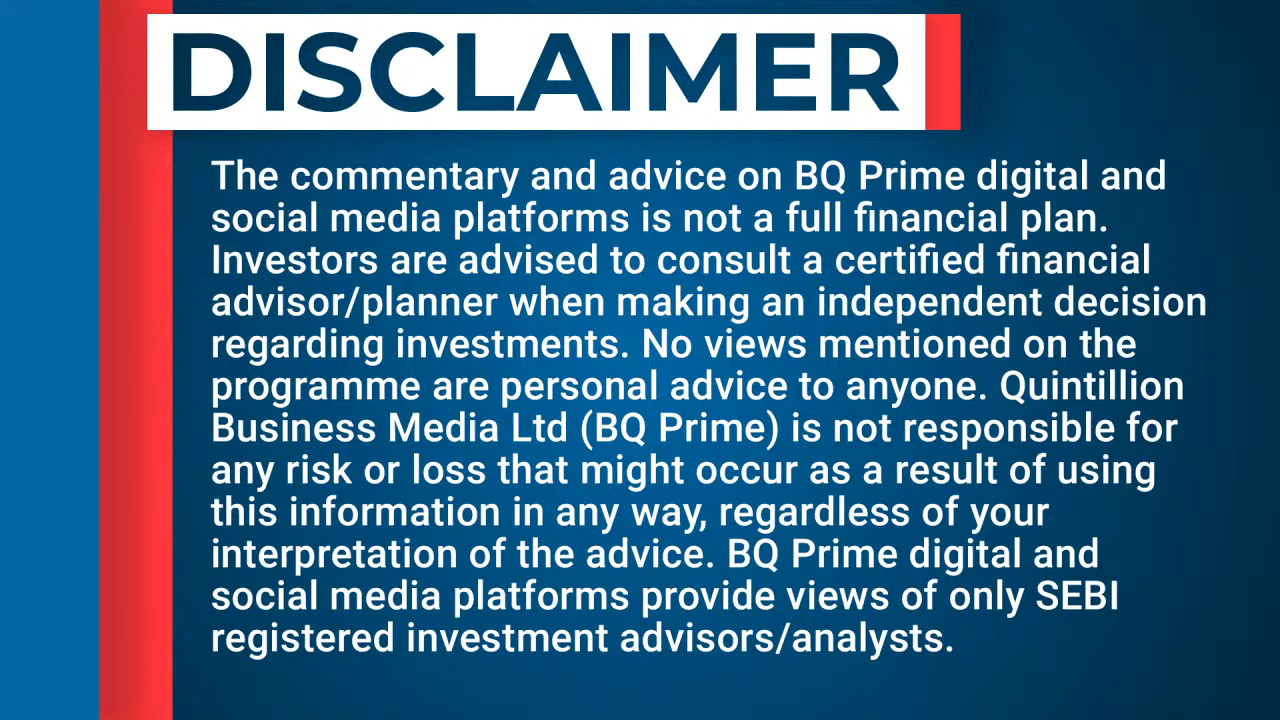 DISCLAIMER
The commentary and advice on BQ Prime digital and
social media platforms is not a full financial plan.
Investors are advised to consult a certified financial
advisor/planner when making an independent decision
regarding investments. No views mentioned on the
programme are personal advice to anyone. Quintillion
Business Media Ltd (BQ Prime) is not responsible for
any risk or loss that might occur as a result of using
this information in any way, regardless of your
interpretation of the advice. BQ Prime digital and
social media platforms provide views of only SEBI
registered investment advisors/analysts.